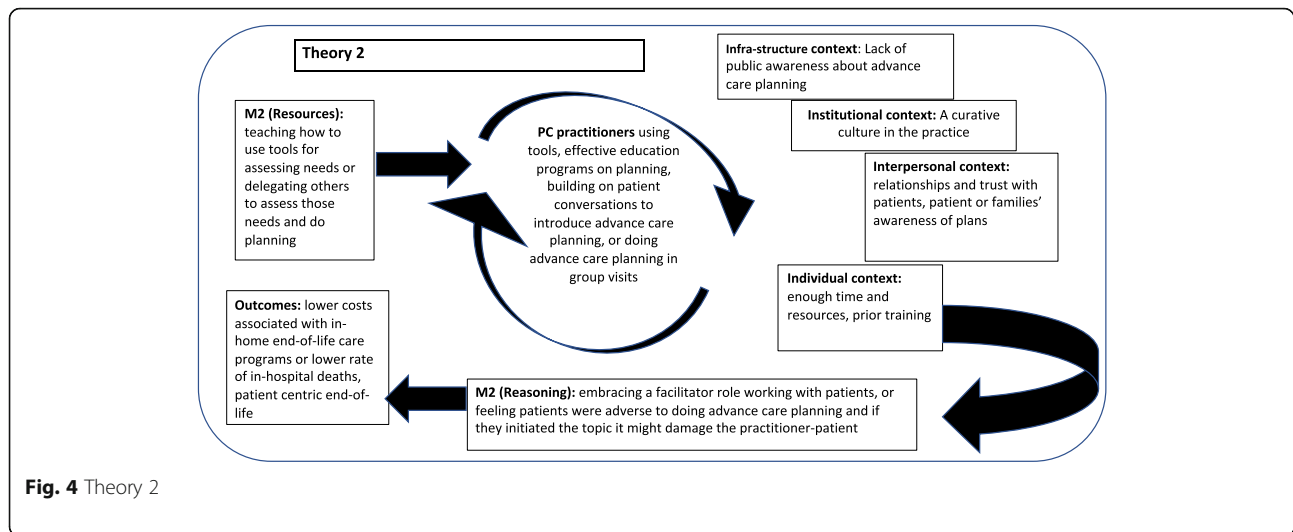 Theory 2
M2 (Resources):
teaching how to
use tools for
assessing needs or
delegating others
to assess those
needs and do
planning
PC practitioners using
tools, effective education
programs on planning,
building on patient
conversations to
introduce advance care
planning, or doing
advance care planning in
group visits
Infra-structure context: Lack of
public awareness about advance
care planning
Institutional context: A curative
culture in the practice
Interpersonal context:
relationships and trust with
patients, patient or families’
awareness of plans
Individual context:
enough time and
resources, prior training
M2 (Reasoning): embracing a facilitator role working with patients, or
feeling patients were adverse to doing advance care planning and if
they initiated the topic it might damage the practitioner-patient
Outcomes: lower costs
associated with in-
home end-of-life care
programs or lower rate
of in-hospital deaths,
patient centric end-of-
life
Fig. 4 Theory 2